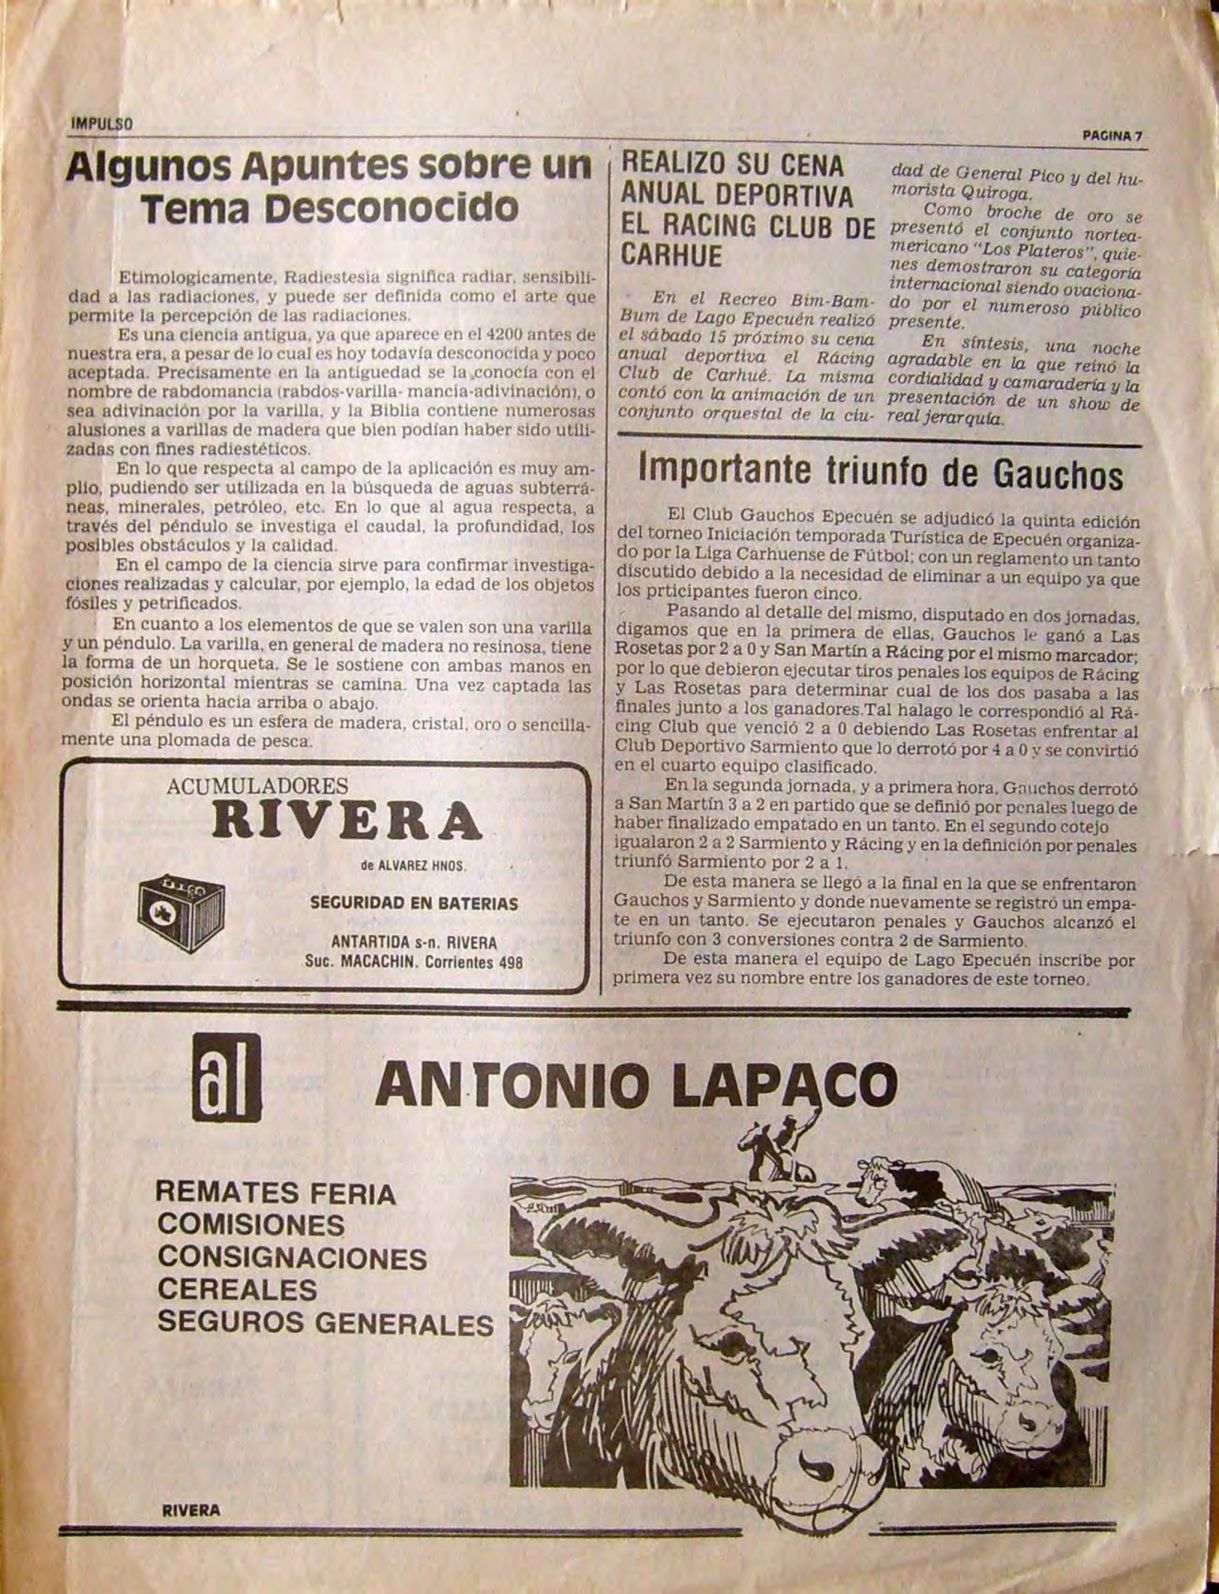 IMPULSO
PAGINA 7
Algunos Apuntes sobre un
Tema Desconocido
Etimologicamente, Radiestesia significa radiar, sensibili-
dad a las radiaciones, y puede ser definida como el arte que
permite la percepción de las radiaciones.
Es una ciencia antigua, ya que aparece en el 4200 antes de
nuestra era, a pesar de lo cual es hoy todavía desconocida y poco
aceptada. Precisamente en la antiguedad se la conocía con el
nombre de rabdomancia (rabdos-varilla- mancia-adivinación), o
sea adivinación por la varilla, y la Biblia contiene numerosas
alusiones a varillas de madera que bien podían haber sido utili-
zadas con fines radiestéticos.
En lo que respecta al campo de la aplicación es muy am-
plio, pudiendo ser utilizada en la búsqueda de aguas subterrá-
neas, minerales, petróleo, etc. En lo que al agua respecta, a
través del péndulo se investiga el caudal, la profundidad, los
posibles obstáculos y la calidad.
En el campo de la ciencia sirve para confirmar investiga-
ciones realizadas y calcular, por ejemplo, la edad de los objetos
fósiles y petrificados.
En cuanto a los elementos de que se valen son una varilla
y un péndulo. La varilla, en general de madera no resinosa, tiene
la forma de un horqueta. Se le sostiene con ambas manos en
posición horizontal mientras se camina. Una vez captada las
ondas se orienta hacia arriba o abajo.
El péndulo es un esfera de madera, cristal, oro o sencilla-
mente una plomada de pesca.
ACUMULADORES
RIVERA
de ALVAREZ HNOS.
SEGURIDAD EN BATERIAS
ANTARTIDA s-n. RIVERA
Suc. MACACHIN. Corrientes 498
REALIZO SU CENA
ANUAL DEPORTIVA
EL RACING CLUB DE
CARHUE
En el Recreo Bim-Bam-
Bum de Lago Epecuén realizó
el sábado 15 próximo su cena
anual deportiva el Rácing
Club de Carhué. La misma
contó con la animación de un
conjunto orquestal de la ciu-
dad de General Pico y del hu-
morista Quiroga.
Como broche de oro se
presentó el conjunto nortea-
mericano "Los Plateros", quie-
nes demostraron su categoría
internacional siendo ovaciona-
do por el numeroso público
presente.
En síntesis, una noche
agradable en la que reinó la
cordialidad y camaradería y la
presentación de un show de
real jerarquía.
Importante triunfo de Gauchos
El Club Gauchos Epecuén se adjudicó la quinta edición
del torneo Iniciación temporada Turística de Epecuén organiza-
do por la Liga Carhuense de Fútbol; con un reglamento un tanto
discutido debido a la necesidad de eliminar a un equipo ya que
los prticipantes fueron cinco.
Pasando al detalle del mismo, disputado en dos jornadas,
digamos que en la primera de ellas, Gauchos le ganó a Las
Rosetas por 2 a 0 y San Martín a Rácing por el mismo marcador;
por lo que debieron ejecutar tiros penales los equipos de Rácing
y Las Rosetas para determinar cual de los dos pasaba a las
finales junto a los ganadores.Tal halago le correspondió al Rá-
cing Club que venció 2 a 0 debiendo Las Rosetas enfrentar al
Club Deportivo Sarmiento que lo derrotó por 4 a 0 y se convirtió
en el cuarto equipo clasificado.
En la segunda jornada, y a primera hora, Gauchos derrotó
a San Martín 3 a 2 en partido que se definió por penales luego de
haber finalizado empatado en un tanto. En el segundo cotejo
igualaron 2 a 2 Sarmiento y Rácing y en la definición por penales
triunfó Sarmiento por 2 a 1.
De esta manera se llegó a la final en la que se enfrentaron
Gauchos y Sarmiento y donde nuevamente se registró un empa-
te en un tanto. Se ejecutaron penales y Gauchos alcanzó el
triunfo con 3 conversiones contra 2 de Sarmiento.
De esta manera el equipo de Lago Epecuén inscribe por
primera vez su nombre entre los ganadores de este torneo.
al
ANTONIO LAPACO
REMATES FERIA
COMISIONES
CONSIGNACIONES
CEREALES
SEGUROS GENERALES
RIVERA